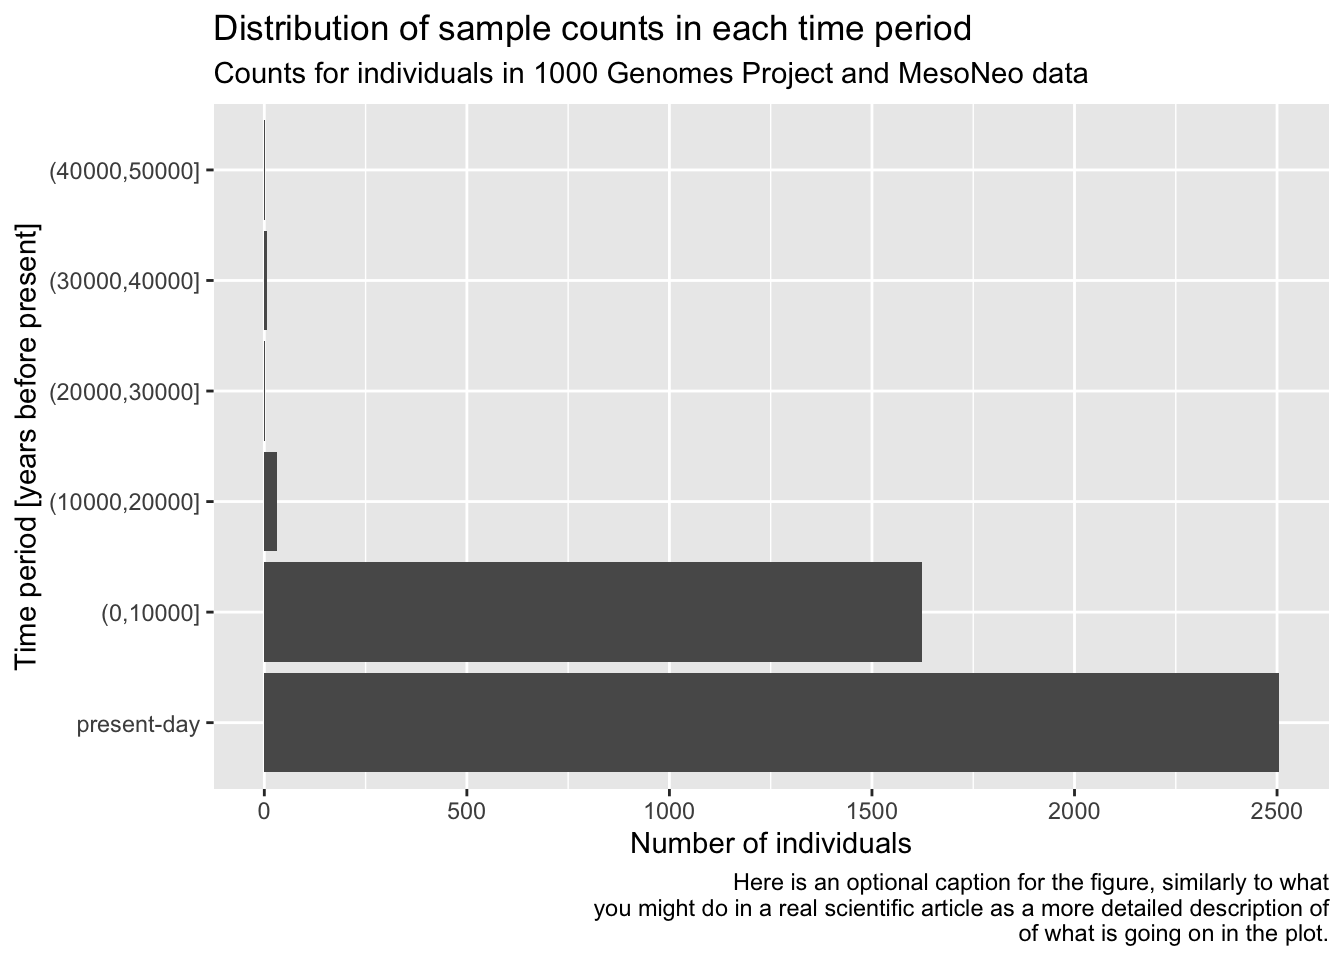 Distribution of sample counts in each time period
Counts for individuals in 1000 Genomes Project and MesoNeo data
Time period [years before present]
(40000,50000]
(30000,40000]
(20000,30000]
(10000,20000]
(0,10000]
present-day
0 500 1000 1500 2000 2500
Number of individuals
Here is an optional caption for the figure, similarly to what
you might do in a real scientific article as a more detailed description of
of what is going on in the plot.